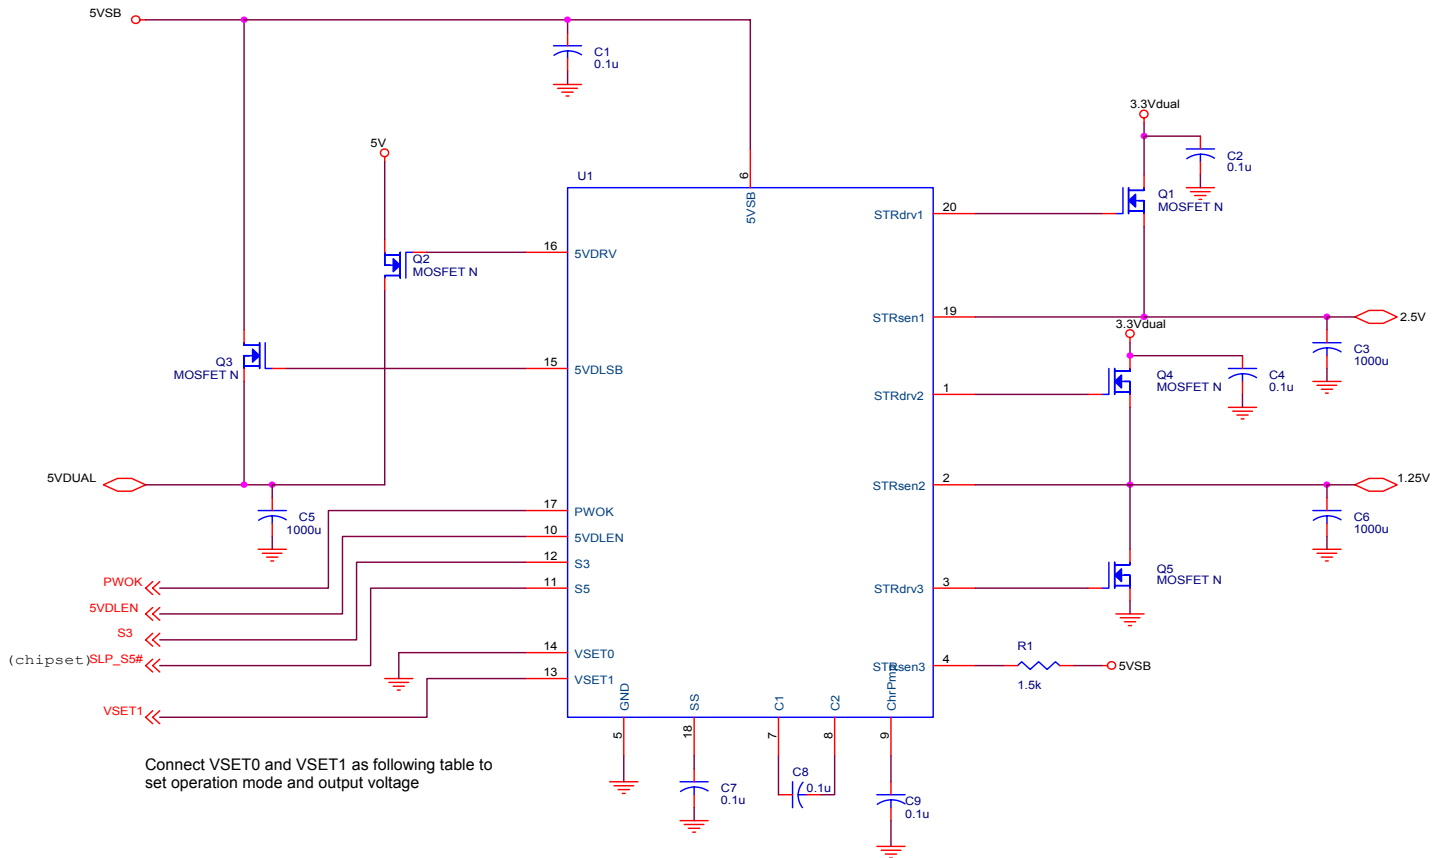 5VSB
C1
0.1u
5V
U1
6
5VSB
3.3Vdual
C2
0.1u
Q1
MOSFET N
STRdrv1
20
16
5VDRV
Q2
MOSFET N
STRsen1
19
2.5V
3.3Vdual
C3
1000u
Q3
MOSFET N
15
5VDLSB
STRdrv2
1
Q4
MOSFET N
C4
0.1u
5VDUAL
STRsen2
2
1.25V
C5
1000u
17
PWOK
C6
1000u
10
5VDLEN
12
S3
11
S5
PWOK
5VDLEN
S3
(chipset)
SLP_S5#
VSET1
STRdrv3
3
Q5
MOSFET N
14
VSET0
13
VSET1
STRsen3
4
R1
1.5k
5VSB
GND
SS
C1
C2
ChrPmp
5
18
7
8
9
Connect VSET0 and VSET1 as following table to
set operation mode and output voltage
C7
0.1u
C8
0.1u
C9
0.1u